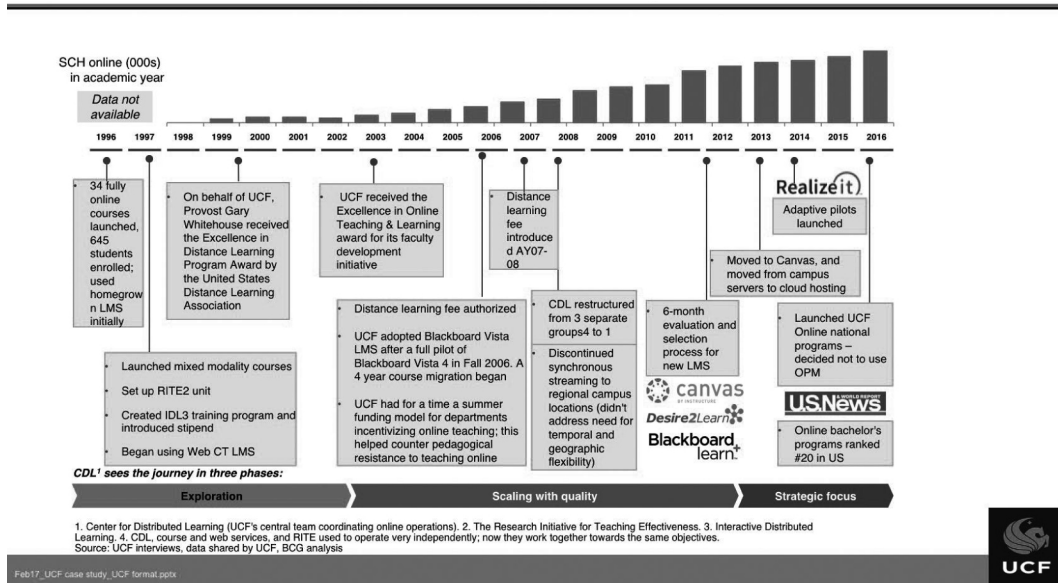 SCH online (000s)
in academic year
Data not
available
1996 1997 1998 1999 2000 2001 2002 2003 2004 2005 2006 2007 2008 2009 2010 2011 2012 2013 2014 2015 2016
• 34 fully
online
courses
launched,
645
students
enrolled;
used
homegrow
n LMS
initially
• Launched mixed modality courses
• Set up RITE2 unit
• Created IDL3 training program and
introduced stipend
• Began using Web CT LMS
• On behalf of UCF,
Provost Gary
Whitehouse received
the Excellence in
Distance Learning
Program Award by
the United States
Distance Learning
Association
• UCF received the
Excellence in Online
Teaching & Learning
award for its faculty
development
initiative
• Distance learning fee authorized
• UCF adopted Blackboard Vista
LMS after a full pilot of
Blackboard Vista 4 in Fall 2006. A
4 year course migration began
• UCF had for a time a summer
funding model for departments
incentivizing online teaching; this
helped counter pedagogical
resistance to teaching online
• Distance
learning
fee
introduce
d AY07-
08
• CDL restructured
from 3 separate
groups4 to 1
• Discontinued
synchronous
streaming to
regional campus
locations (didn't
address need for
temporal and
geographic
flexibility)
• 6-month
evaluation and
selection
process for
new LMS
canvas
BY INSTRUCTURE
Desire2Learn
Blackboard
learn+
• Moved to Canvas, and
moved from campus
servers to cloud hosting
Realizeit
Adaptive pilots
launched
• Launched UCF
Online national
programs –
decided not to use
OPM
U.S.News
& WORLD REPORT
• Online bachelor's
programs ranked
#20 in US
CDL¹ sees the journey in three phases:
Exploration
Scaling with quality
Strategic focus
1. Center for Distributed Learning (UCF's central team coordinating online operations). 2. The Research Initiative for Teaching Effectiveness. 3. Interactive Distributed
Learning. 4. CDL, course and web services, and RITE used to operate very independently; now they work together towards the same objectives.
Source: UCF interviews, data shared by UCF, BCG analysis
Feb17_UCF case study_UCF format.pptx
UCF